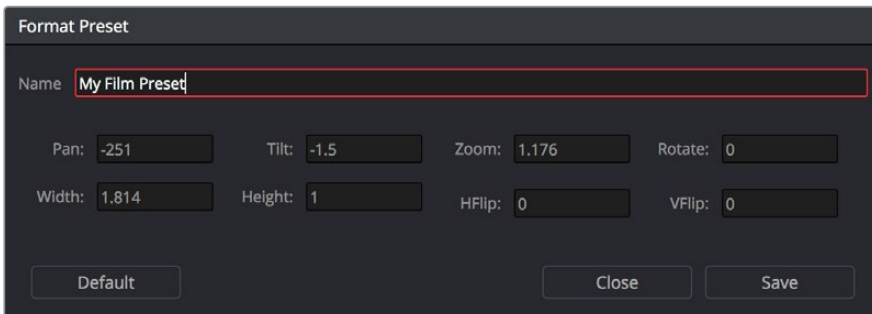 Format Preset
Name My Film Preset
Pan: -251 Tilt: -1.5 Zoom: 1.176 Rotate: 0
Width: 1.814 Height: 1 HFlip: 0 VFlip: 0
Default Close Save